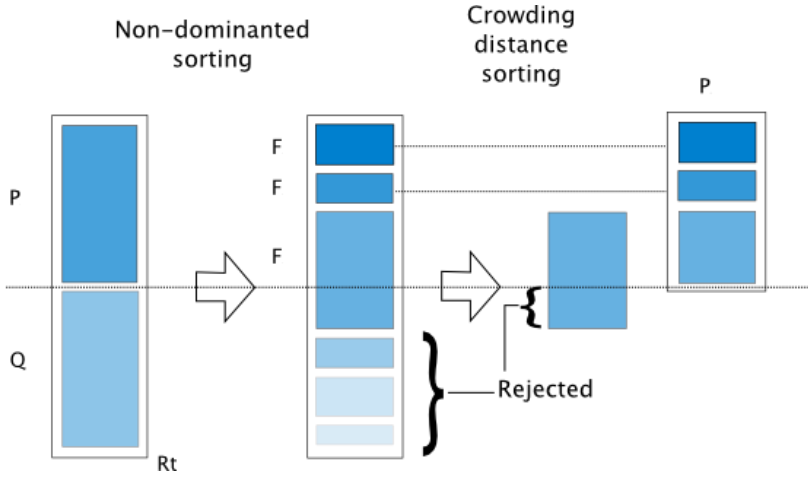 Non-dominanted
sorting
Crowding
distance
sorting
P
F
F
P
F
Q
Rejected
Rt